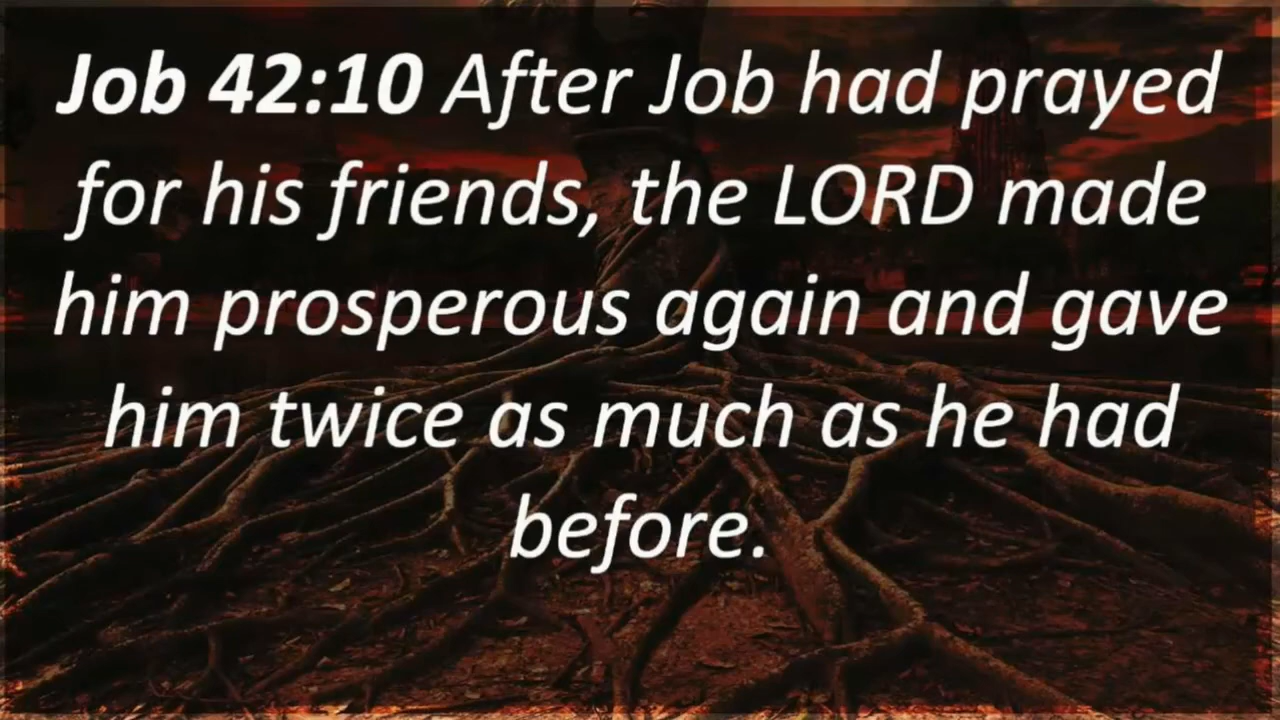 Job 42:10 After Job had prayed
for his friends, the LORD made
him prosperous again and gave
him twice as much as he had
before.